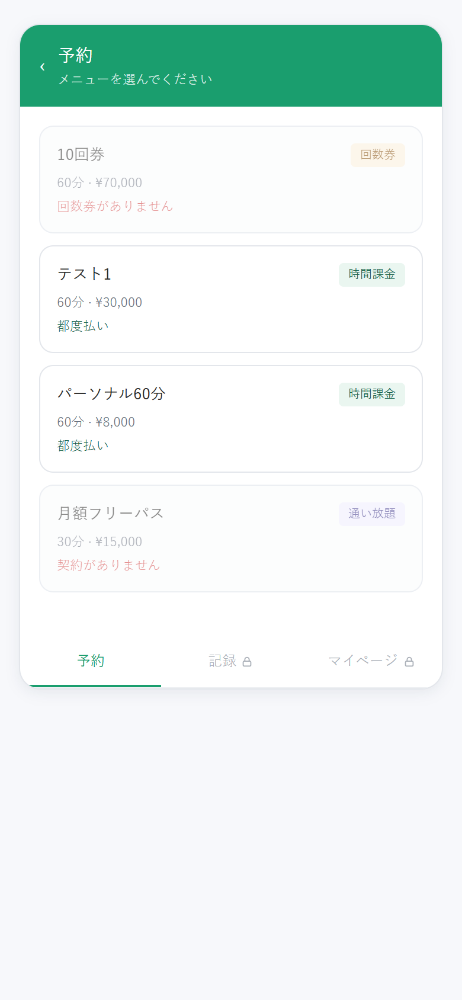 ‹
予約
メニューを選んでください
10回券
回数券
60分 · ¥70,000
回数券がありません
テスト1
時間課金
60分 · ¥30,000
都度払い
パーソナル60分
時間課金
60分 · ¥8,000
都度払い
月額フリーパス
通い放題
30分 · ¥15,000
契約がありません
予約
記録
マイページ